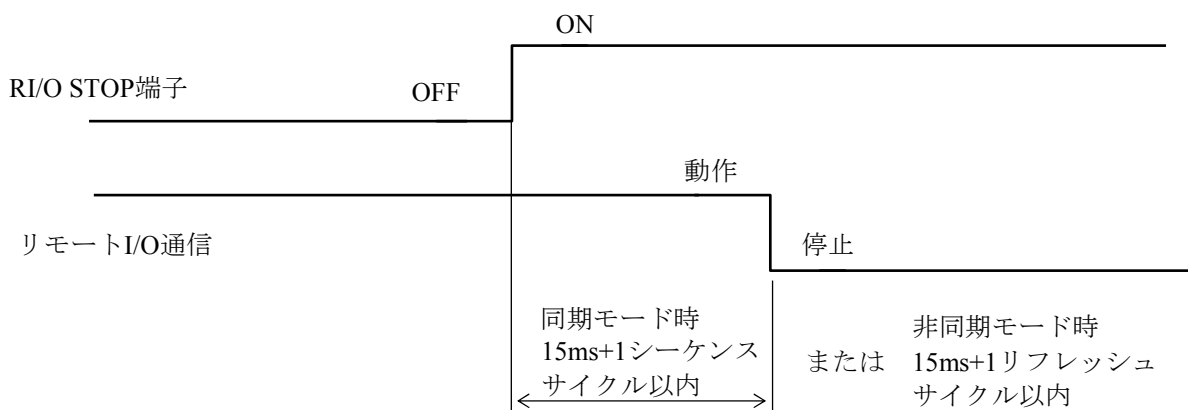 ON
RI/O STOP端子
OFF
動作
リモートI/O通信
停止
同期モード時
15ms+1シーケンス
サイクル以内
または
非同期モード時
15ms+1リフレッシュ
サイクル以内